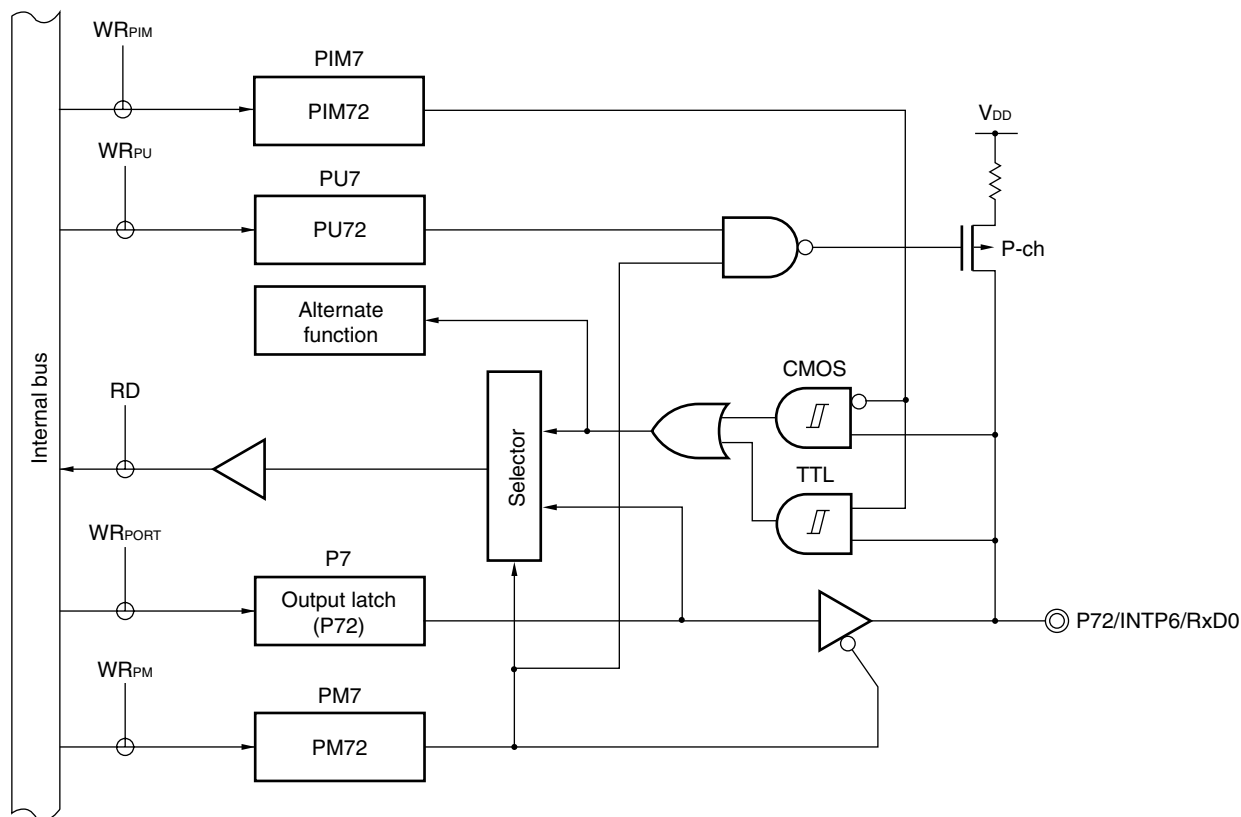 WRPIM
PIM7
PIM72
VDD
WRPU
PU7
PU72
P-ch
Alternate
function
CMOS
RD
Internal bus
Selector
TTL
WRPORT
P7
Output latch
(P72)
P72/INTP6/RxD0
WRPM
PM7
PM72